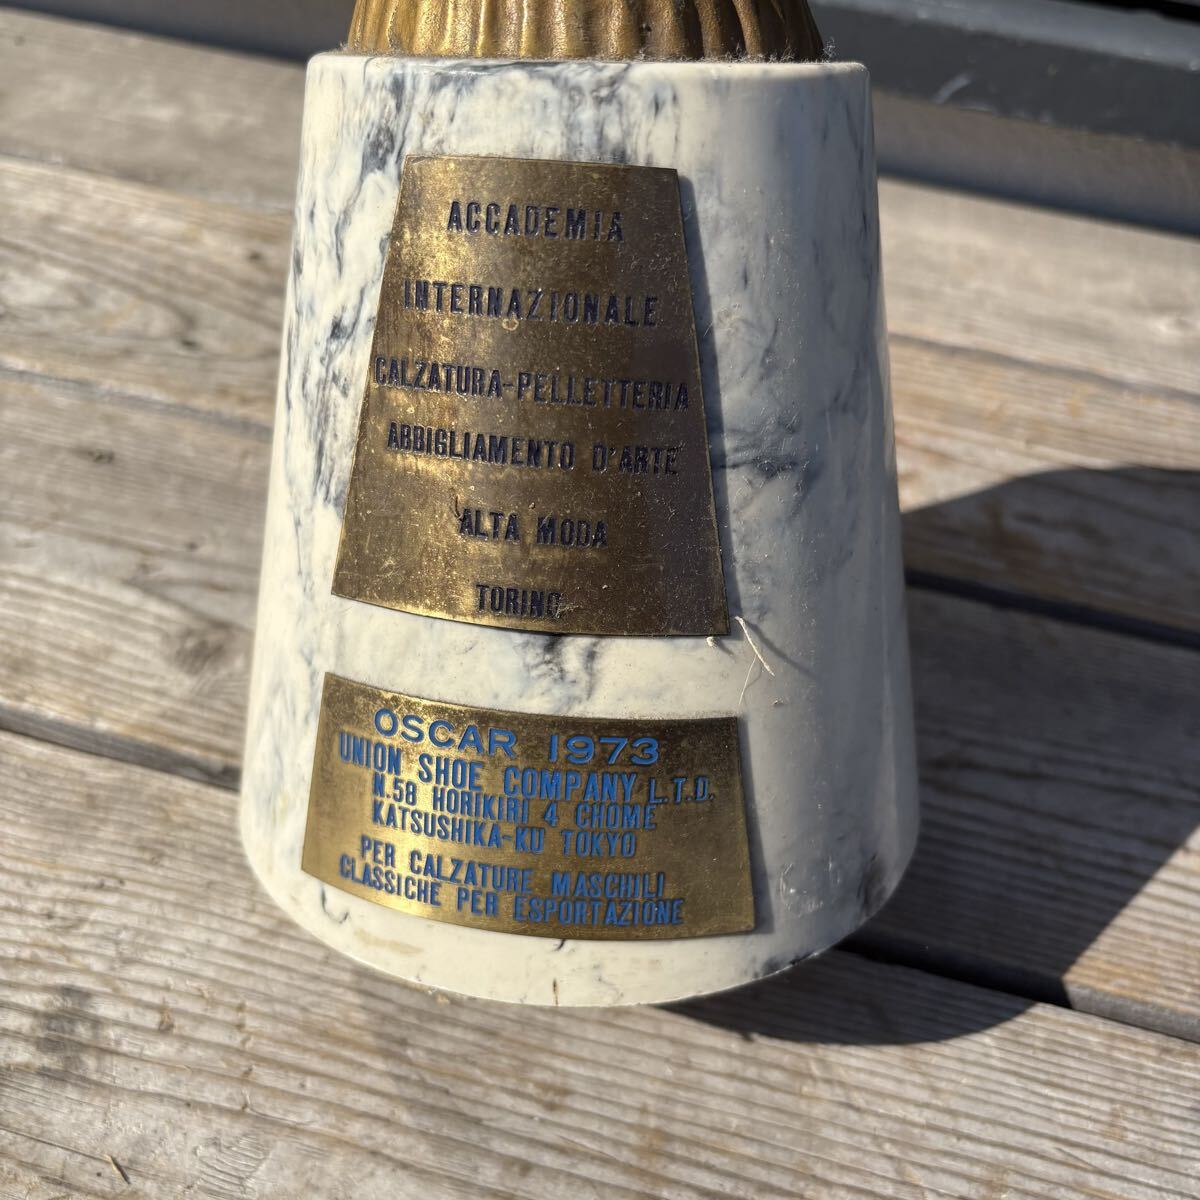 ACCADEMIA
INTERNAZIONALE
CALZATURA-PELLETTERIA
ABBIGLIAMENTO D'ARTE
ALTA MODA
TORINO
OSCAR 1973
UNION SHOE COMPANY L.T.D.
N.58 HORIKIRI 4 CHOME
KATSUSHIKA-KU TOKYO
PER CALZATURE MASCHILI
CLASSICHE PER ESPORTAZIONE